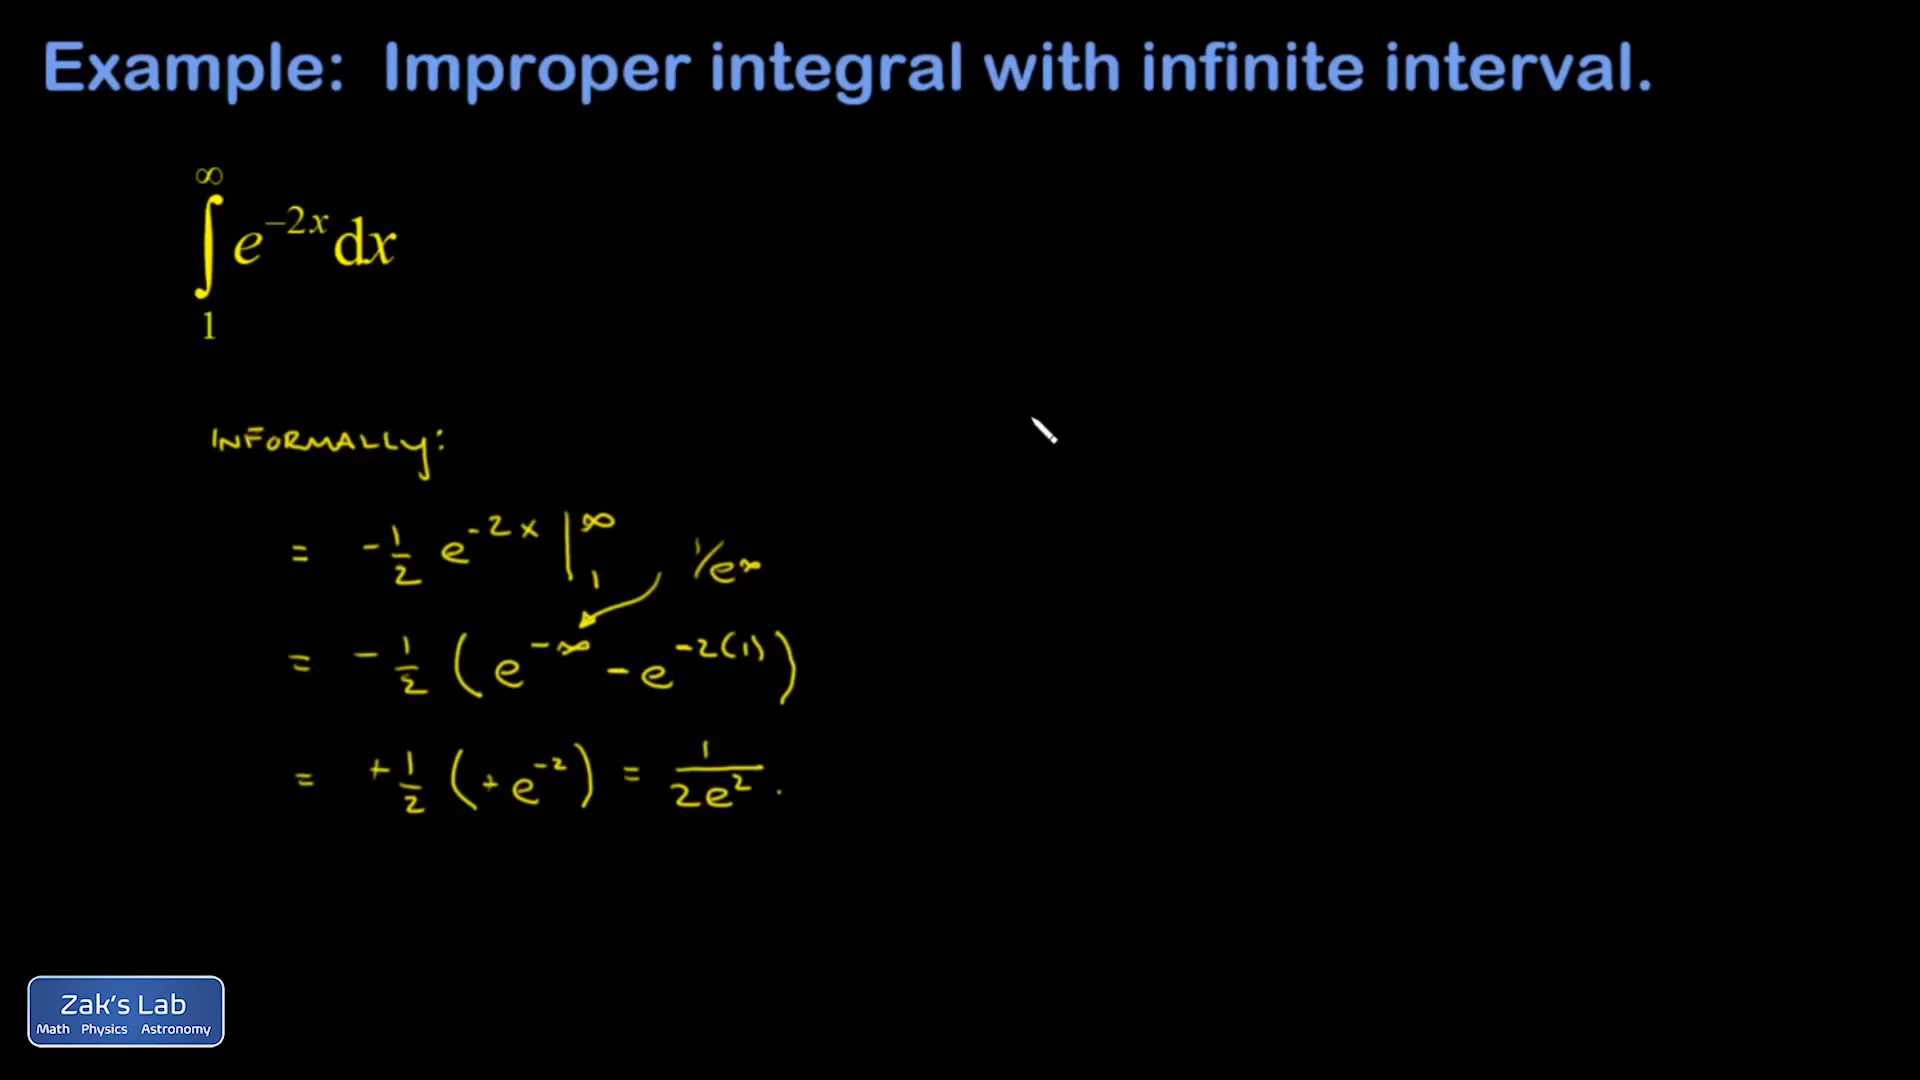 Example: Improper integral with infinite interval.
∞
∫ e^{-2x} dx
1
INFORMALLY:
= -1/2 e^{-2x} |_1^∞
1/e^∞
= -1/2 (e^{-∞} - e^{-2(1)})
= +1/2 (+e^{-2}) = 1/(2e^2).
Zak's Lab
Math Physics Astronomy